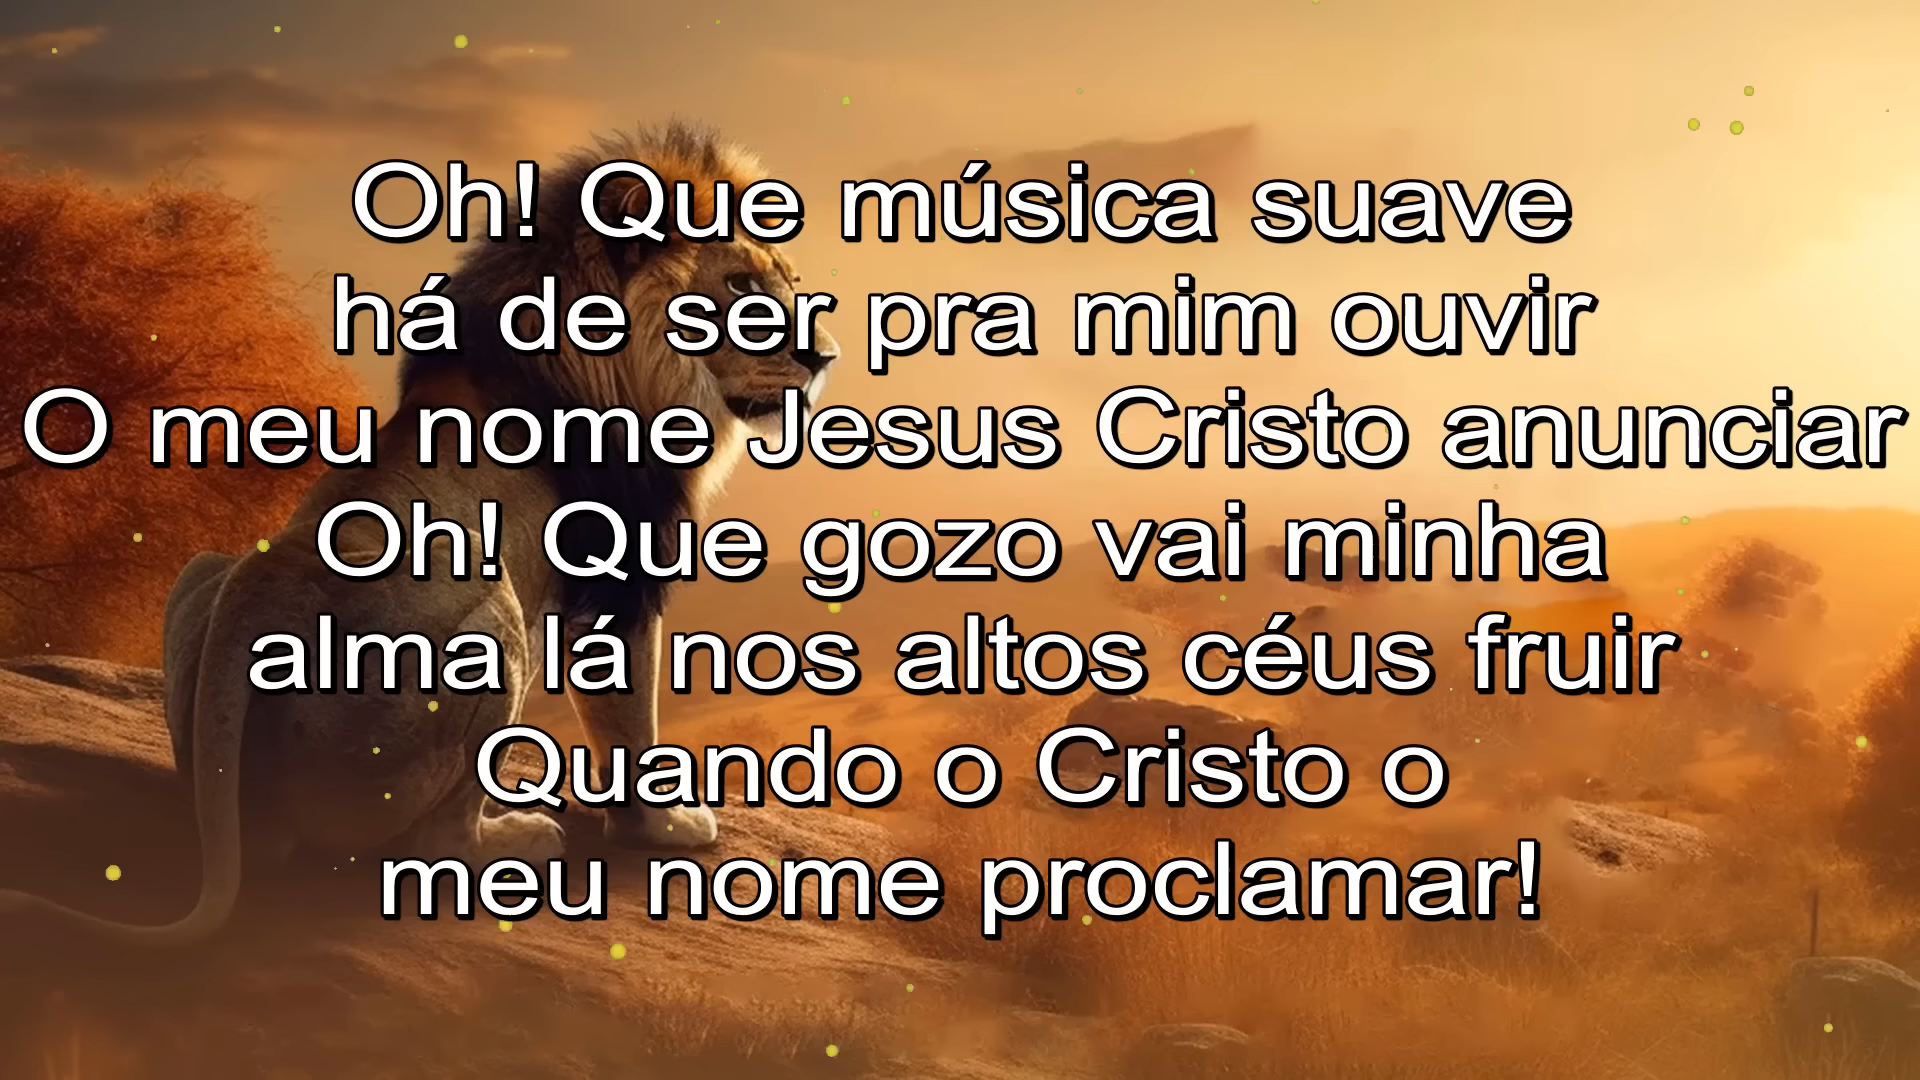 Oh! Que música suave
há de ser pra mim ouvir
O meu nome Jesus Cristo anunciar
Oh! Que gozo vai minha
alma lá nos altos céus fruir
Quando o Cristo o
meu nome proclamar!